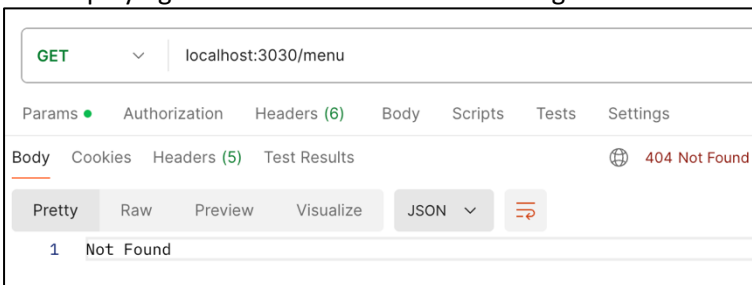 GET localhost:3030/menu
Params Authorization Headers (6) Body Scripts Tests Settings
Body Cookies Headers (5) Test Results 404 Not Found
Pretty Raw Preview Visualize JSON
1 Not Found